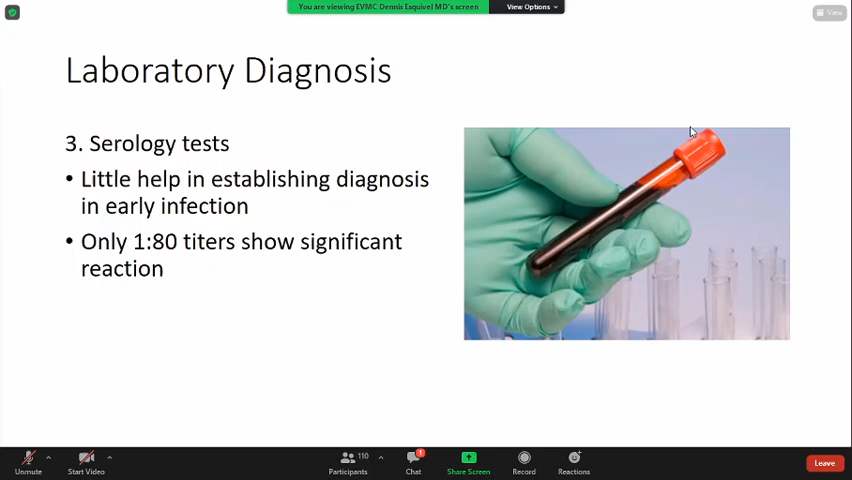 You are viewing EVMC Dennis Esquivel MD's screen
View Options
View
Laboratory Diagnosis
3. Serology tests
• Little help in establishing diagnosis
in early infection
• Only 1:80 titers show significant
reaction
Unmute
Start Video
110
Participants
1
Chat
Share Screen
Record
Reactions
Leave